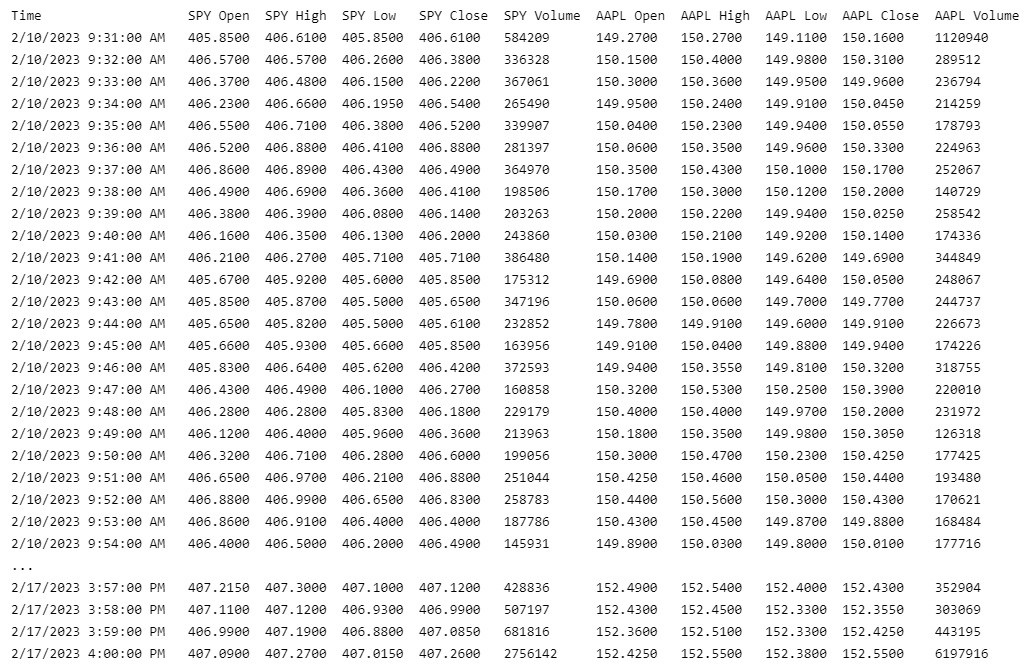 Time SPY Open SPY High SPY Low SPY Close SPY Volume AAPL Open AAPL High AAPL Low AAPL Close AAPL Volume
2/10/2023 9:31:00 AM 405.8500 406.6100 405.8500 406.6100 584209 149.2700 150.2700 149.1100 150.1600 1120940
2/10/2023 9:32:00 AM 406.5700 406.5700 406.2600 406.3800 336328 150.1500 150.4000 149.9800 150.3100 289512
2/10/2023 9:33:00 AM 406.3700 406.4800 406.1500 406.2200 367061 150.3000 150.3600 149.9500 149.9600 236794
2/10/2023 9:34:00 AM 406.2300 406.6600 406.1950 406.5400 265490 149.9500 150.2400 149.9100 150.0450 214259
2/10/2023 9:35:00 AM 406.5500 406.7100 406.3800 406.5200 339907 150.0400 150.2300 149.9400 150.0550 178793
2/10/2023 9:36:00 AM 406.5200 406.8800 406.4100 406.8800 281397 150.0600 150.3500 149.9600 150.3300 224963
2/10/2023 9:37:00 AM 406.8600 406.8900 406.4300 406.4900 364970 150.3500 150.4300 150.1000 150.1700 252067
2/10/2023 9:38:00 AM 406.4900 406.6900 406.3600 406.4100 198506 150.1700 150.3000 150.1200 150.2000 140729
2/10/2023 9:39:00 AM 406.3800 406.3900 406.0800 406.1400 203263 150.2000 150.2200 149.9400 150.0250 258542
2/10/2023 9:40:00 AM 406.1600 406.3500 406.1300 406.2000 243860 150.0300 150.2100 149.9200 150.1400 174336
2/10/2023 9:41:00 AM 406.2100 406.2700 405.7100 405.7100 386480 150.1400 150.1900 149.6200 149.6900 344849
2/10/2023 9:42:00 AM 405.6700 405.9200 405.6000 405.8500 175312 149.6900 150.0800 149.6400 150.0500 248067
2/10/2023 9:43:00 AM 405.8500 405.8700 405.5000 405.6500 347196 150.0600 150.0600 149.7000 149.7700 244737
2/10/2023 9:44:00 AM 405.6500 405.8200 405.5000 405.6100 232852 149.7800 149.9100 149.6000 149.9100 226673
2/10/2023 9:45:00 AM 405.6600 405.9300 405.6600 405.8500 163956 149.9100 150.0400 149.8800 149.9400 174226
2/10/2023 9:46:00 AM 405.8300 406.6400 405.6200 406.4200 372593 149.9400 150.3550 149.8100 150.3200 318755
2/10/2023 9:47:00 AM 406.4300 406.4900 406.1000 406.2700 160858 150.3200 150.5300 150.2500 150.3900 220010
2/10/2023 9:48:00 AM 406.2800 406.2800 405.8300 406.1800 229179 150.4000 150.4000 149.9700 150.2000 231972
2/10/2023 9:49:00 AM 406.1200 406.4000 405.9600 406.3600 213963 150.1800 150.3500 149.9800 150.3050 126318
2/10/2023 9:50:00 AM 406.3200 406.7100 406.2800 406.6000 199056 150.3000 150.4700 150.2300 150.4250 177425
2/10/2023 9:51:00 AM 406.6500 406.9700 406.2100 406.8800 251044 150.4250 150.4600 150.0500 150.4400 193480
2/10/2023 9:52:00 AM 406.8800 406.9900 406.6500 406.8300 258783 150.4400 150.5600 150.3000 150.4300 170621
2/10/2023 9:53:00 AM 406.8600 406.9100 406.4000 406.4000 187786 150.4300 150.4500 149.8700 149.8800 168484
2/10/2023 9:54:00 AM 406.4000 406.5000 406.2000 406.4900 145931 149.8900 150.0300 149.8000 150.0100 177716
...
2/17/2023 3:57:00 PM 407.2150 407.3000 407.1000 407.1200 428836 152.4900 152.5400 152.4000 152.4300 352904
2/17/2023 3:58:00 PM 407.1100 407.1200 406.9300 406.9900 507197 152.4300 152.4500 152.3300 152.3550 303069
2/17/2023 3:59:00 PM 406.9900 407.1900 406.8800 407.0850 681816 152.3600 152.5100 152.3300 152.4250 443195
2/17/2023 4:00:00 PM 407.0900 407.2700 407.0150 407.2600 2756142 152.4250 152.5500 152.3800 152.5500 6197916